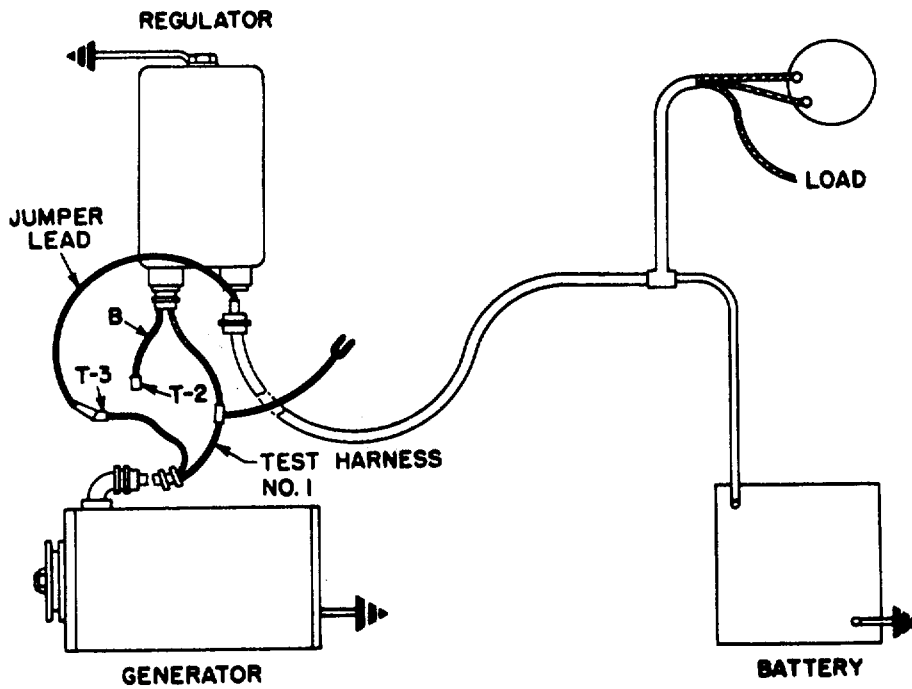 REGULATOR
LOAD
JUMPER
LEAD
B
T-3
T-2
TEST HARNESS
NO. 1
GENERATOR
BATTERY